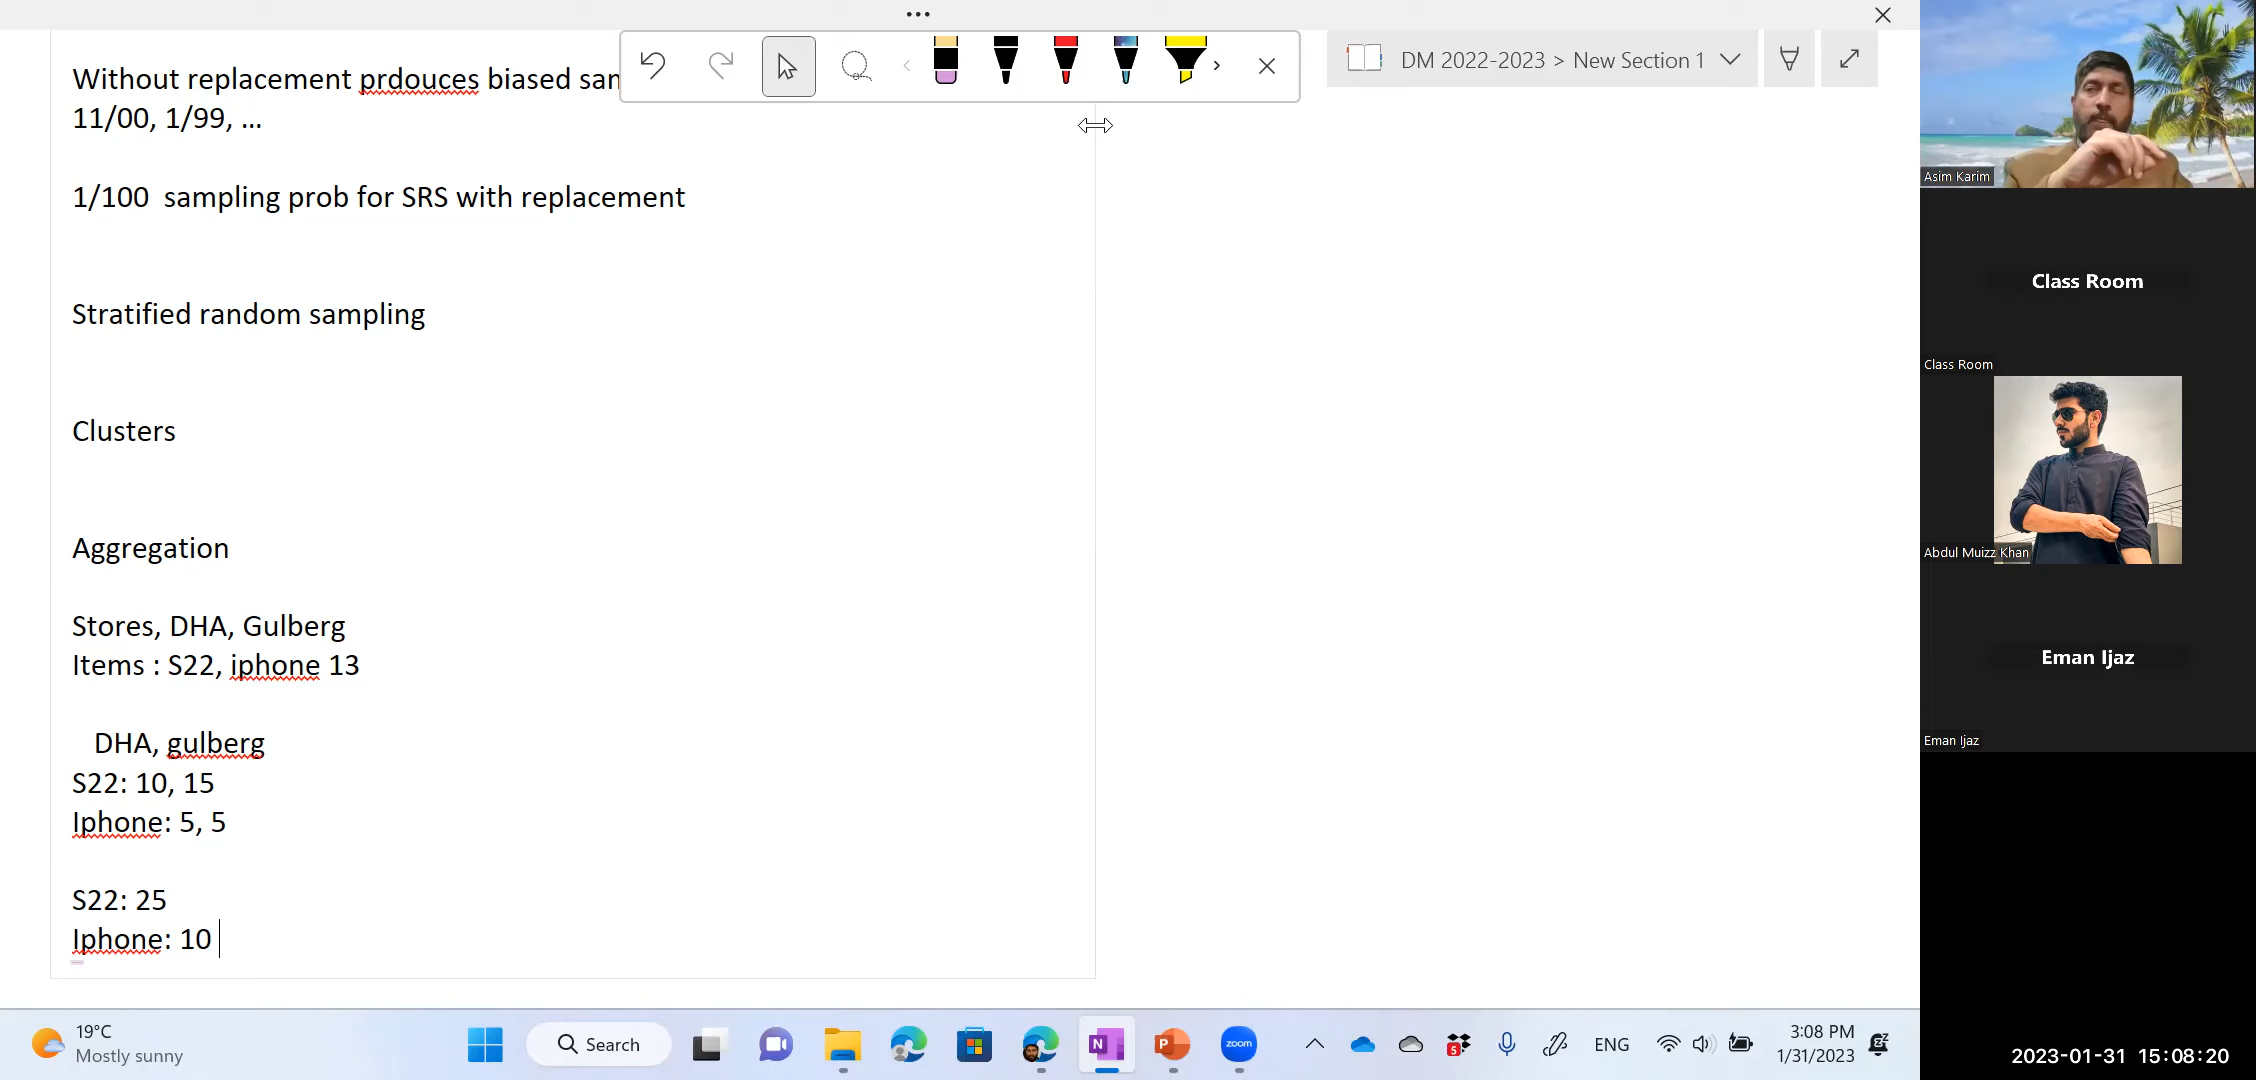 Without replacement prdouces biased san
11/00, 1/99, ...
1/100 sampling prob for SRS with replacement
Stratified random sampling
Clusters
Aggregation
Stores, DHA, Gulberg
Items : S22, iphone 13
DHA, gulberg
S22: 10, 15
Iphone: 5, 5
S22: 25
Iphone: 10
DM 2022-2023 > New Section 1
Asim Karim
Class Room
Class Room
Abdul Muizz Khan
Eman Ijaz
Eman Ijaz
19°C
Mostly sunny
Search
N
P
zoom
5
ENG
3:08 PM
1/31/2023
2023-01-31 15:08:20